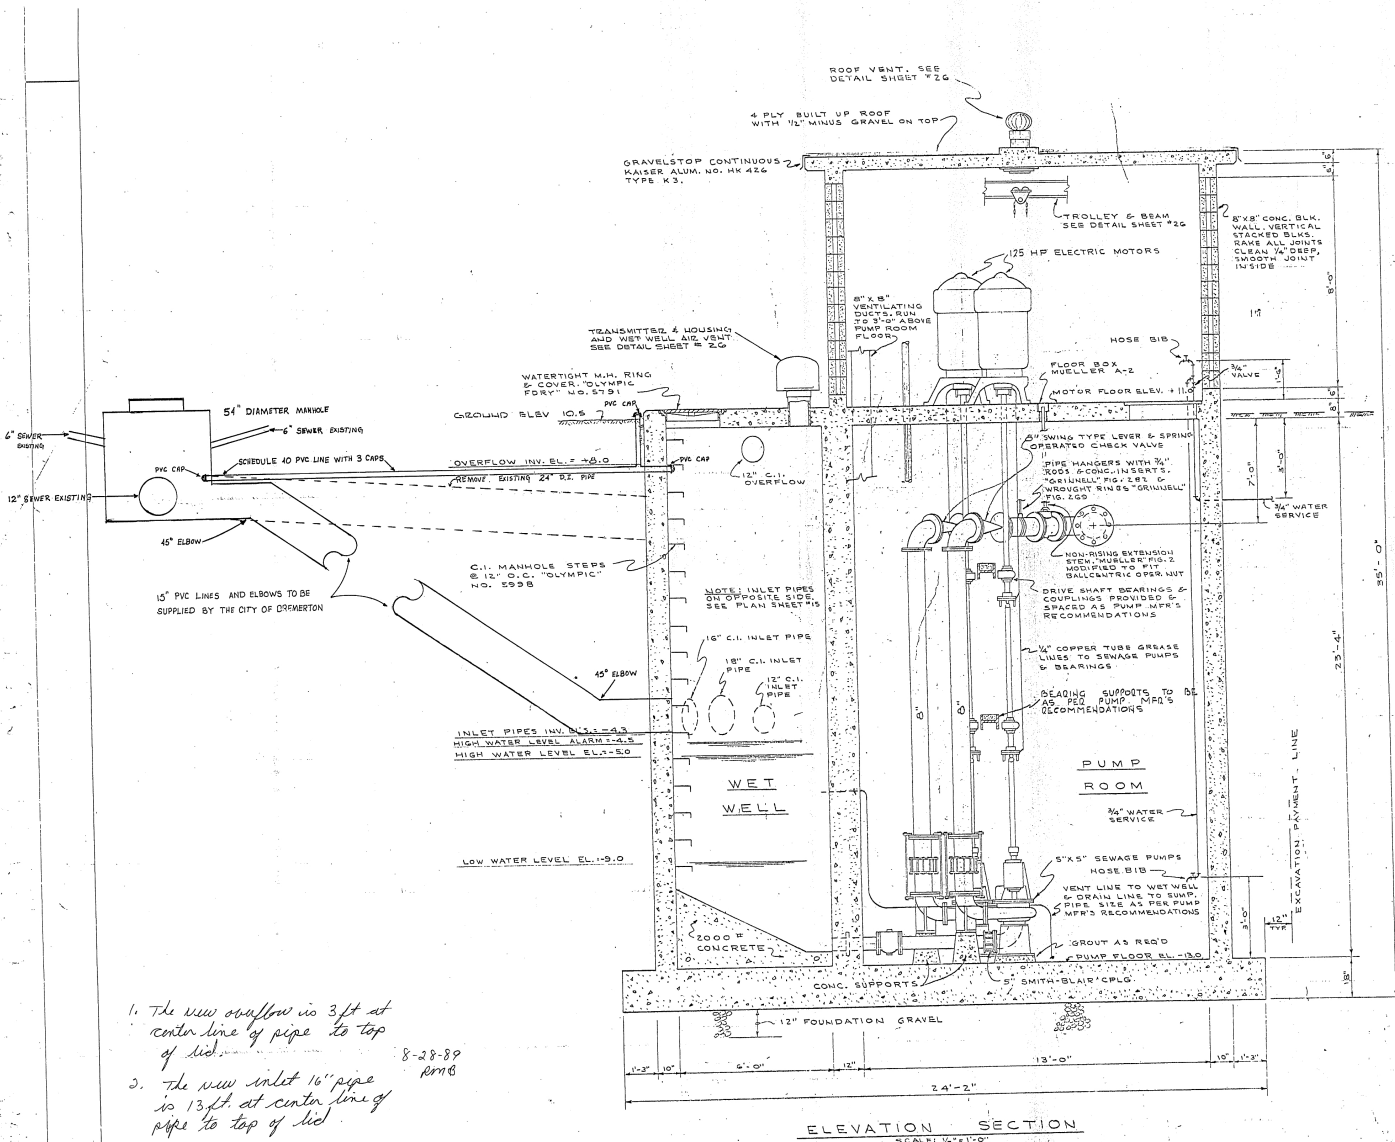 ROOF VENT. SEE
DETAIL SHEET #26
4 PLY BUILT UP ROOF
WITH 1/2" MINUS GRAVEL ON TOP
GRAVELSTOP CONTINUOUS
KAISER ALUM. NO. HK 426
TYPE K3.
TROLLEY & BEAM
SEE DETAIL SHEET #26
8"X8" CONC. BLK.
WALL. VERTICAL
STACKED BLKS.
RAKE ALL JOINTS
CLEAN 1/4" DEEP,
SMOOTH JOINT
INSIDE
6"
6"
8'-0"
125 HP ELECTRIC MOTORS
8" X 8"
VENTILATING
DUCTS. RUN
TO 3'-0" ABOVE
PUMP ROOM
FLOOR
TRANSMITTER & HOUSING
AND WET WELL AIR VENT
SEE DETAIL SHEET # 26
HOSE BIB
3/4"
VALVE
1'-6"
FLOOR BOX
MUELLER A-2
MOTOR FLOOR ELEV. +11.0
6"
8"
WATERTIGHT M.H. RING
& COVER. "OLYMPIC
FDRY" NO. 5791
PVC CAP
GROUND ELEV 10.5
54" DIAMETER MANHOLE
6" SEWER
EXISTING
6" SEWER EXISTING
SCHEDULE 40 PVC LINE WITH 3 CAPS
PVC CAP
OVERFLOW INV. EL. = +8.0
REMOVE EXISTING 24" D.I. PIPE
PVC CAP
12" C.I.
OVERFLOW
12" SEWER EXISTING
45° ELBOW
8" SWING TYPE LEVER & SPRING
OPERATED CHECK VALVE
PIPE HANGERS WITH 3/4"
RODS & CONC. INSERTS.
"GRINNELL" FIG. 282 &
WROUGHT RINGS "GRINNELL"
FIG. 269
7'-0"
3'-0"
3/4" WATER
SERVICE
35'-0"
C.I. MANHOLE STEPS
@ 12" O.C. "OLYMPIC"
NO. 5998
NON-RISING EXTENSION
STEM. "MUELLER" FIG. 2
MODIFIED TO FIT
BALLCENTRIC OPER. NUT
15" PVC LINES AND ELBOWS TO BE
SUPPLIED BY THE CITY OF BREMERTON
NOTE: INLET PIPES
ON OPPOSITE SIDE.
SEE PLAN SHEET #15
DRIVE SHAFT BEARINGS &
COUPLINGS PROVIDED &
SPACED AS PUMP MFR'S
RECOMMENDATIONS
16" C.I. INLET PIPE
18" C.I. INLET
PIPE
12" C.I.
INLET
PIPE
1/4" COPPER TUBE GREASE
LINES TO SEWAGE PUMPS
& BEARINGS
23'-4"
45° ELBOW
BEARING SUPPORTS TO BE
AS PER PUMP MFR'S
RECOMMENDATIONS
8"
8"
INLET PIPES INV. EL'S. = -4.3
HIGH WATER LEVEL ALARM = -4.5
HIGH WATER LEVEL EL. = -5.0
WET
WELL
PUMP
ROOM
3/4" WATER
SERVICE
EXCAVATION PAYMENT LINE
LOW WATER LEVEL EL. -9.0
5"X5" SEWAGE PUMPS
HOSE BIB
VENT LINE TO WET WELL
& DRAIN LINE TO SUMP.
PIPE SIZE AS PER PUMP
MFR'S RECOMMENDATIONS
3'-0"
12"
TYP.
2000 #
CONCRETE
GROUT AS REQ'D
PUMP FLOOR EL. -13.0
CONC. SUPPORTS
5" SMITH-BLAIR CPLG
18"
12" FOUNDATION GRAVEL
1. The new overflow is 3 ft at
center line of pipe to top
of lid.
8-28-89
RMB
2. The new inlet 16" pipe
is 13 ft. at center line of
pipe to top of lid
1'-3"
10"
6'-0"
12"
13'-0"
10"
1'-3"
24'-2"
ELEVATION SECTION
SCALE: 1/4"=1'-0"